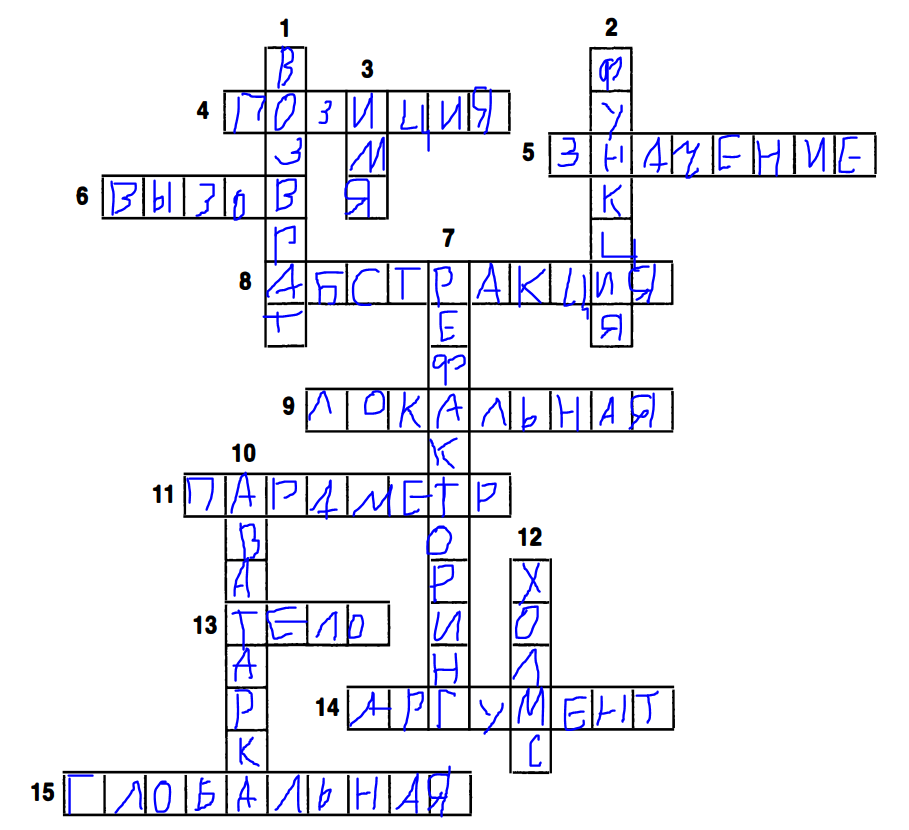 1 ВОЗВРАТ
2 ФУНКЦИЯ
3 ИМЯ
4 ПОЗИЦИЯ
5 ЗНАЧЕНИЕ
6 ВЫЗОВ
7 РЕФАКТОРИНГ
8 АБСТРАКЦИЯ
9 ЛОКАЛЬНАЯ
10 АВАТАРКА
11 ПАРАМЕТР
12 ХОЛМС
13 ТЕЛО
14 АРГУМЕНТ
15 ГЛОБАЛЬНАЯ